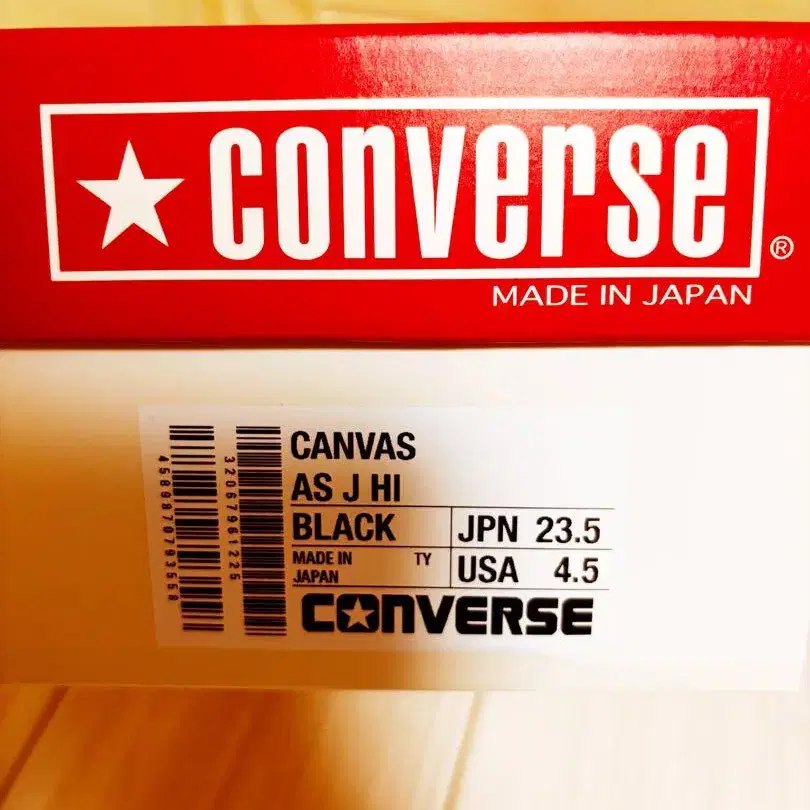 CONVERSE
®
MADE IN JAPAN
CANVAS
AS J HI
BLACK
JPN 23.5
MADE IN
JAPAN
TY
USA 4.5
CONVERSE
32067961225